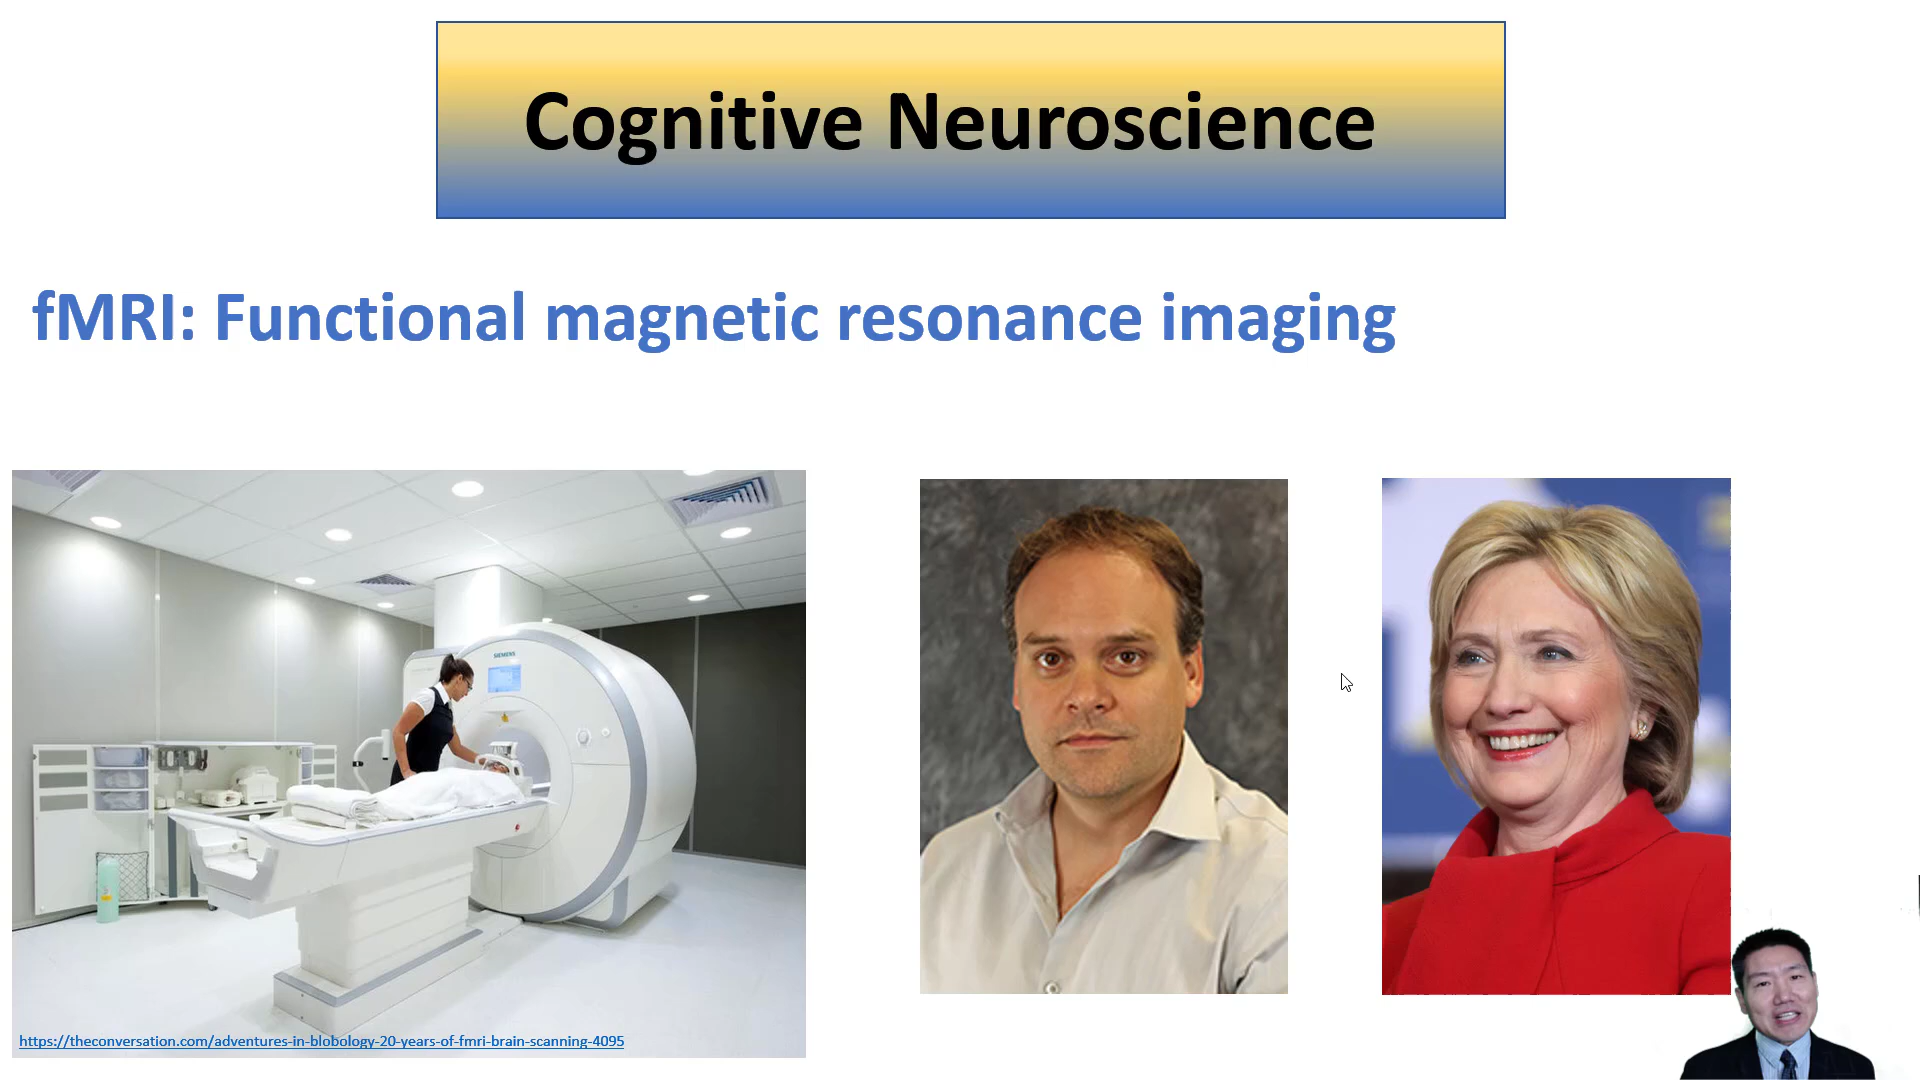 Cognitive Neuroscience
fMRI: Functional magnetic resonance imaging
SIEMENS
https://theconversation.com/adventures-in-blobology-20-years-of-fmri-brain-scanning-4095